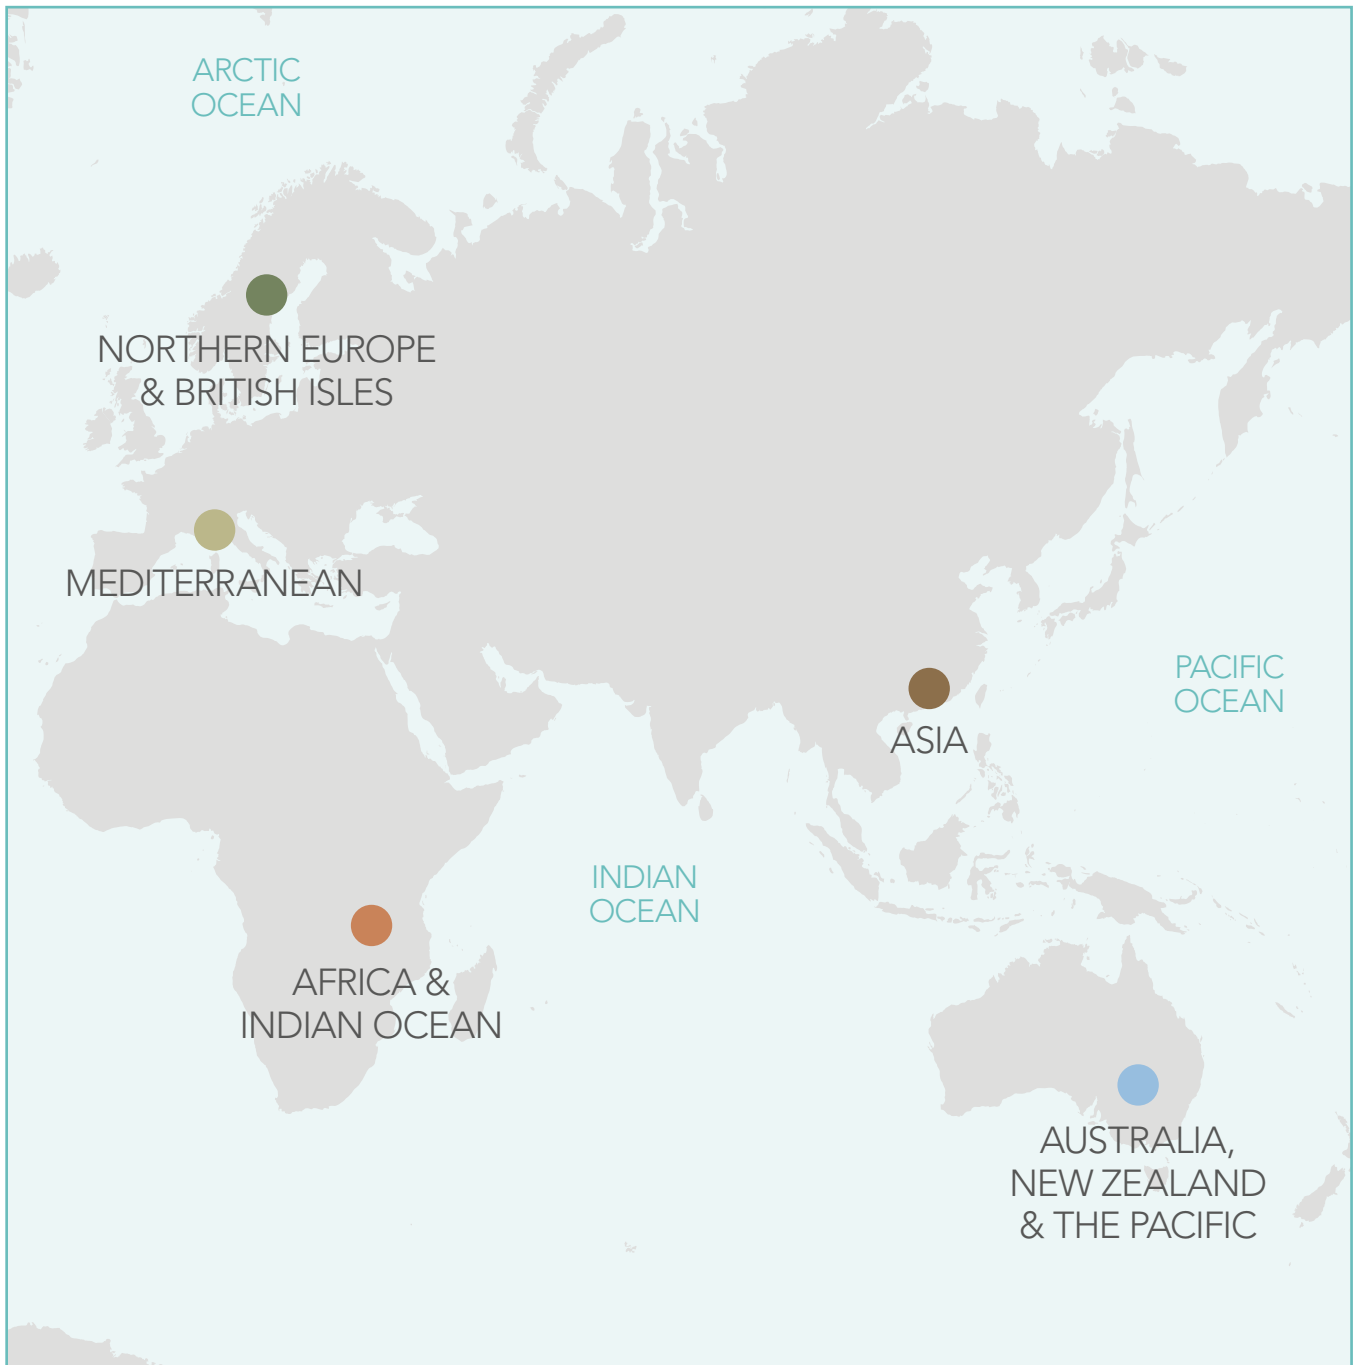 ARCTIC
OCEAN
NORTHERN EUROPE
& BRITISH ISLES
MEDITERRANEAN
PACIFIC
OCEAN
ASIA
INDIAN
OCEAN
AFRICA &
INDIAN OCEAN
AUSTRALIA,
NEW ZEALAND
& THE PACIFIC